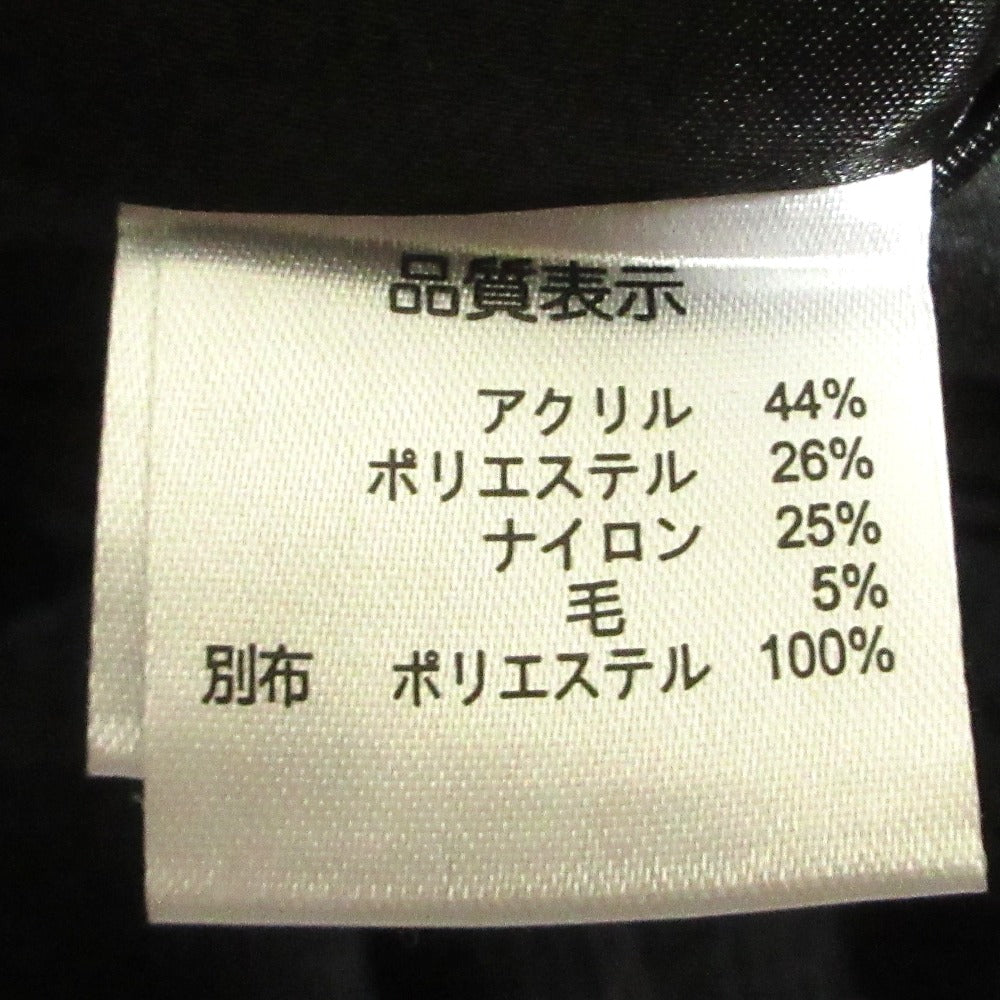 品質表示
アクリル 44%
ポリエステル 26%
ナイロン 25%
毛 5%
別布 ポリエステル 100%